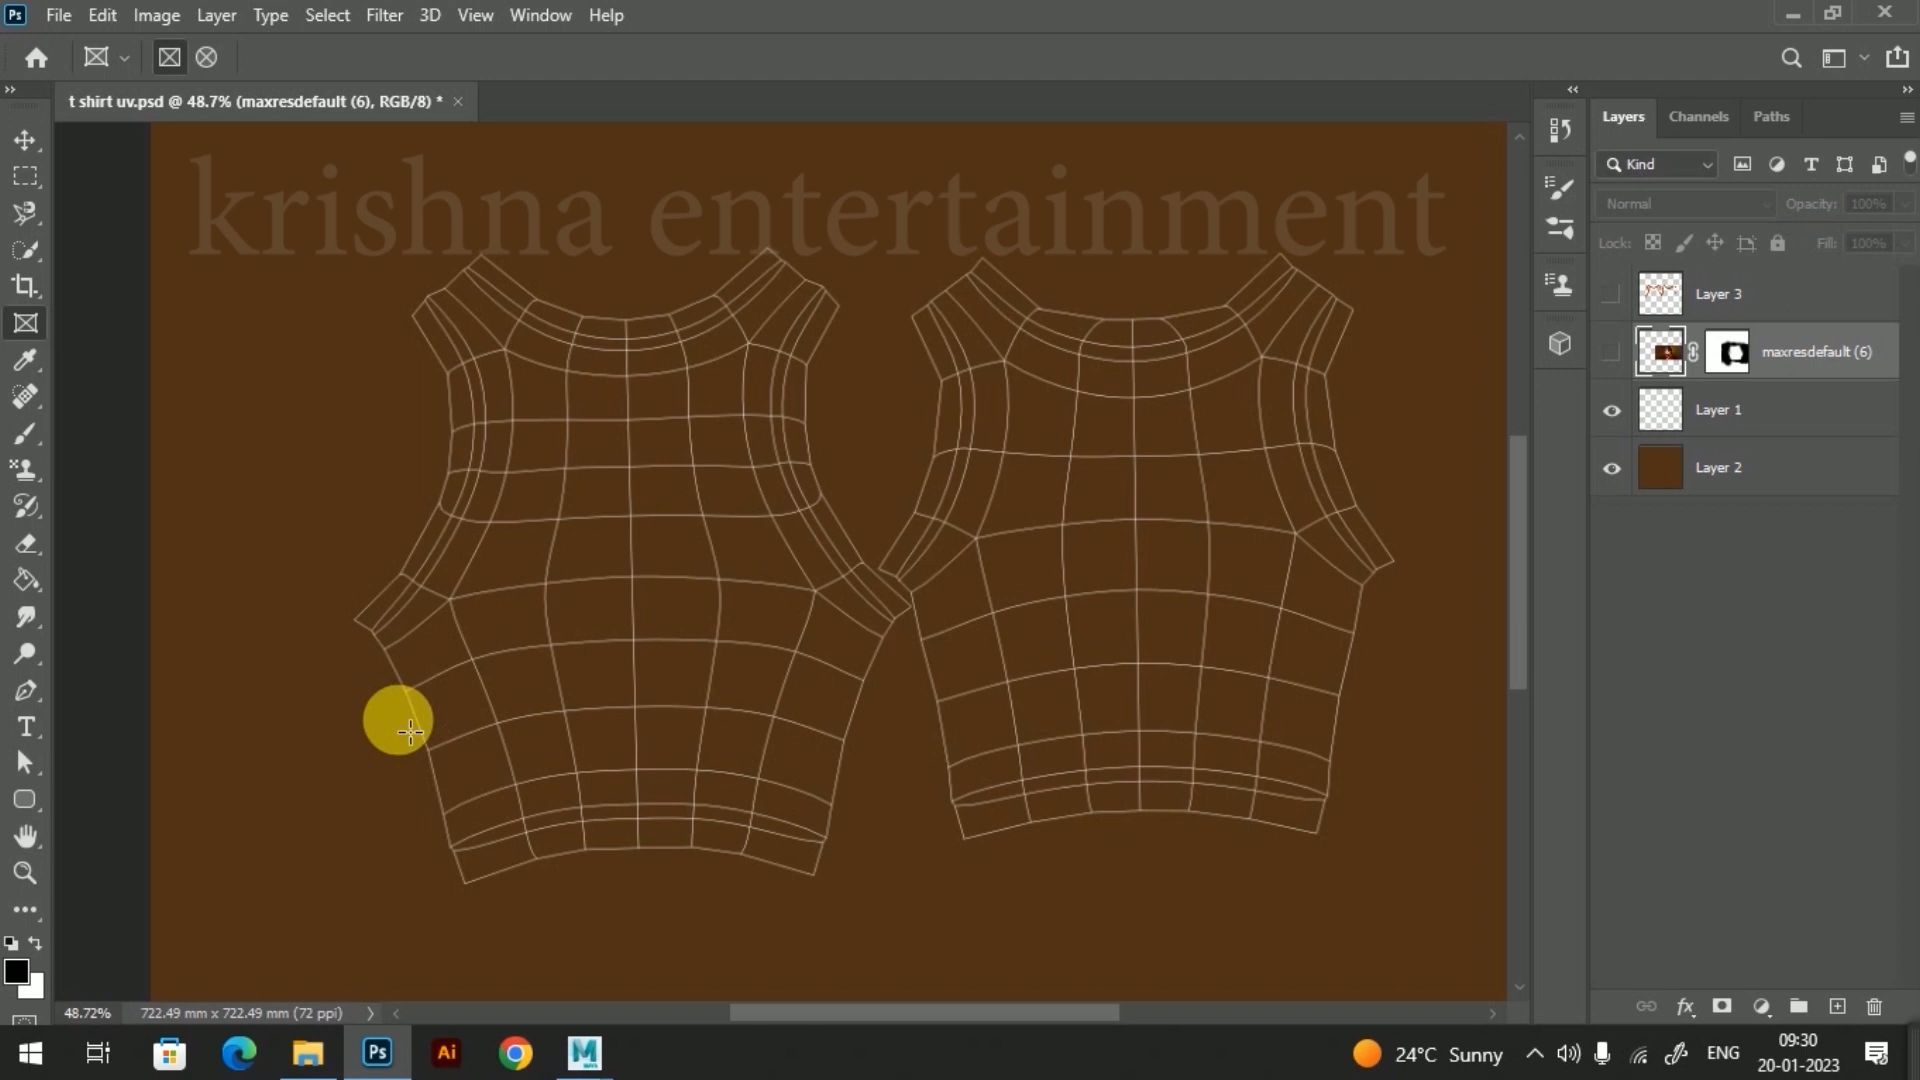 Ps File Edit Image Layer Type Select Filter 3D View Window Help
t shirt uv.psd @ 48.7% (maxresdefault (6), RGB/8) *
Layers Channels Paths
Kind
Normal Opacity: 100%
Lock: Fill: 100%
Layer 3
maxresdefault (6)
Layer 1
Layer 2
krishna entertainment
48.72% 722.49 mm x 722.49 mm (72 ppi)
Ps Ai M 24°C Sunny ENG 09:30
20-01-2023